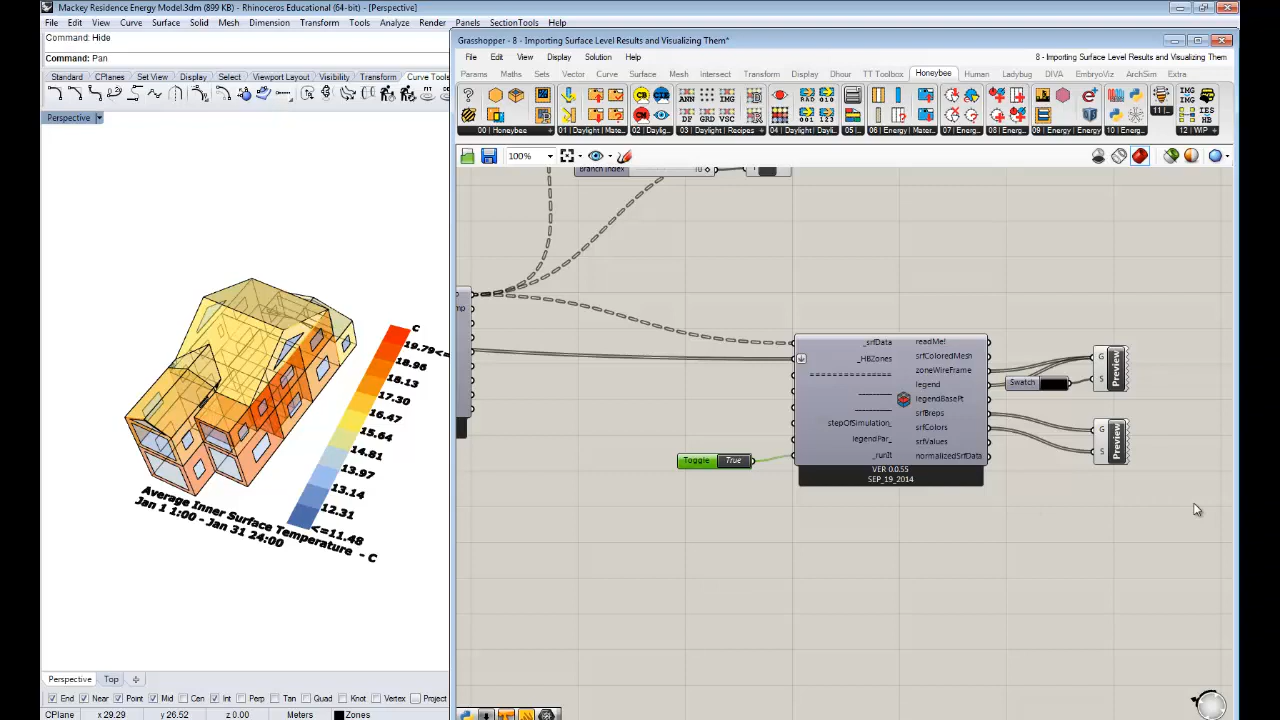 Mackey Residence Energy Model.3dm (899 KB) - Rhinoceros Educational (64-bit) - [Perspective]
File Edit View Curve Surface Solid Mesh Dimension Transform Tools Analyze Render Panels SectionTools Help
Command: Hide
Command: Pan
Standard CPlanes Set View Display Select Viewport Layout Visibility Transform Curve Tools
Perspective
Grasshopper - 8 - Importing Surface Level Results and Visualizing Them*
File Edit View Display Solution Help
8 - Importing Surface Level Results and Visualizing Them
Params Maths Sets Vector Curve Surface Mesh Intersect Transform Display Dhour TT Toolbox Honeybee Human Ladybug DIVA EmbryoViz ArchSim Extra
00 | Honeybee 01 | Daylight | Mate... 02 | Dayligh... 03 | Daylight | Recipes 04 | Daylight | Dayli... 05 |... 06 | Energy | Mater... 07 | Energ... 08 | Energ... 09 | Energy | Energy 10 | Energ... 11 |... 12 | WIP
100%
Branch Index
_srfData
_HBZones
===============
stepOfSimulation_
legendPar_
_runIt
readMe!
srfColoredMesh
zoneWireFrame
legend
legendBasePt
srfBreps
srfColors
srfValues
normalizedSrfData
VER 0.0.55
SEP_19_2014
Toggle True
Swatch
G
S
Preview
G
S
Preview
C
19.79<=
18.96
18.13
17.30
16.47
15.64
14.81
13.97
13.14
12.31
<=11.48
Average Inner Surface Temperature - C
Jan 1 1:00 - Jan 31 24:00
Perspective Top
End Near Point Mid Cen Int Perp Tan Quad Knot Vertex Project
CPlane x 29.29 y 26.52 z 0.00 Meters Zones